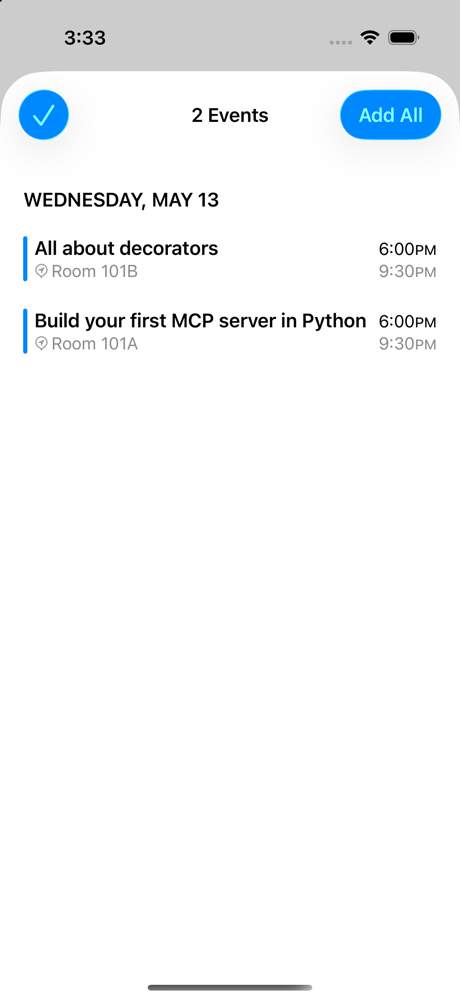 3:33
2 Events
Add All
WEDNESDAY, MAY 13
All about decorators 6:00PM
Room 101B 9:30PM
Build your first MCP server in Python 6:00PM
Room 101A 9:30PM